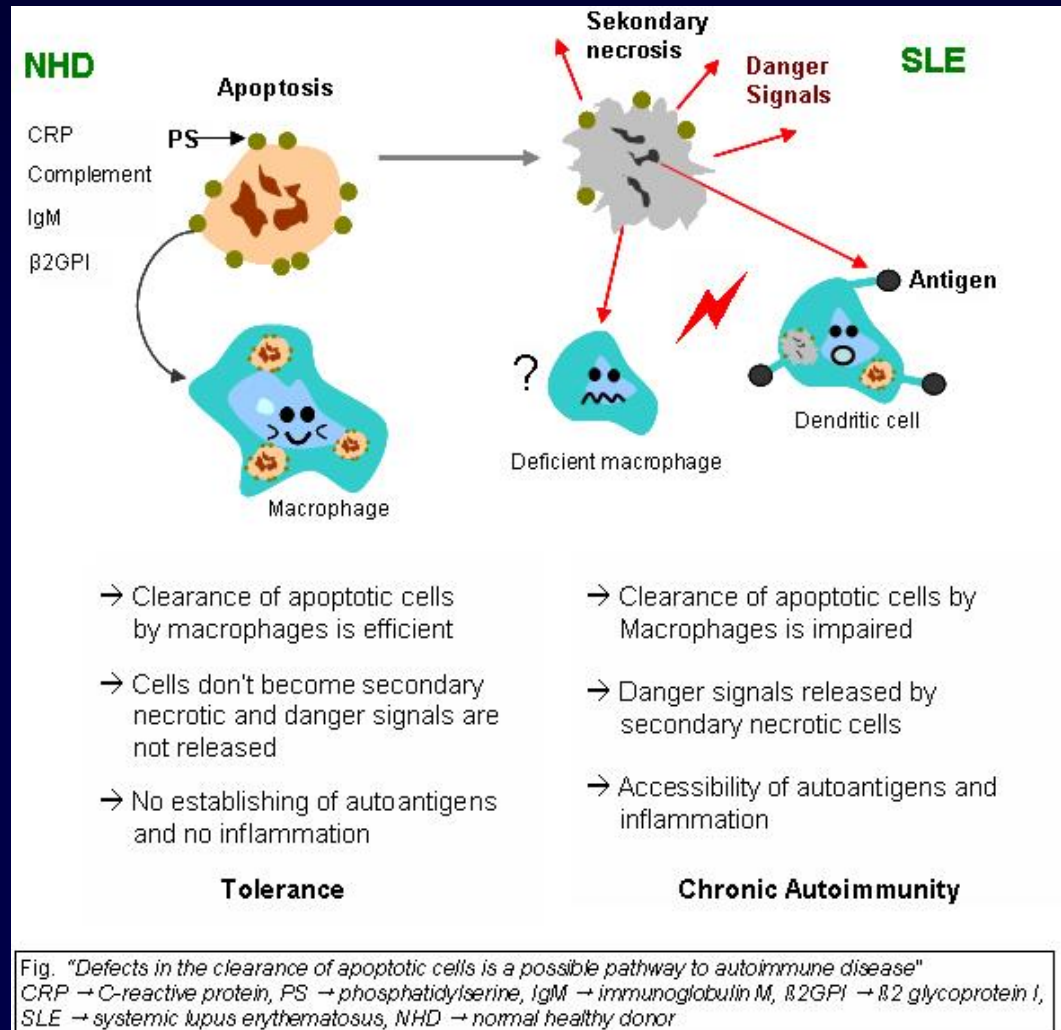 NHD
Apoptosis
CRP
PS
Complement
IgM
β2GPI
Macrophage
Sekondary
necrosis
Danger
Signals
SLE
Antigen
?
Deficient macrophage
Dendritic cell
→ Clearance of apoptotic cells
by macrophages is efficient
→ Cells don't become secondary
necrotic and danger signals are
not released
→ No establishing of autoantigens
and no inflammation
Tolerance
→ Clearance of apoptotic cells by
Macrophages is impaired
→ Danger signals released by
secondary necrotic cells
→ Accessibility of autoantigens and
inflammation
Chronic Autoimmunity
Fig. "Defects in the clearance of apoptotic cells is a possible pathway to autoimmune disease"
CRP → C-reactive protein, PS → phosphatidylserine, IgM → immunoglobulin M, ß2GPI → ß2 glycoprotein I,
SLE → systemic lupus erythematosus, NHD → normal healthy donor